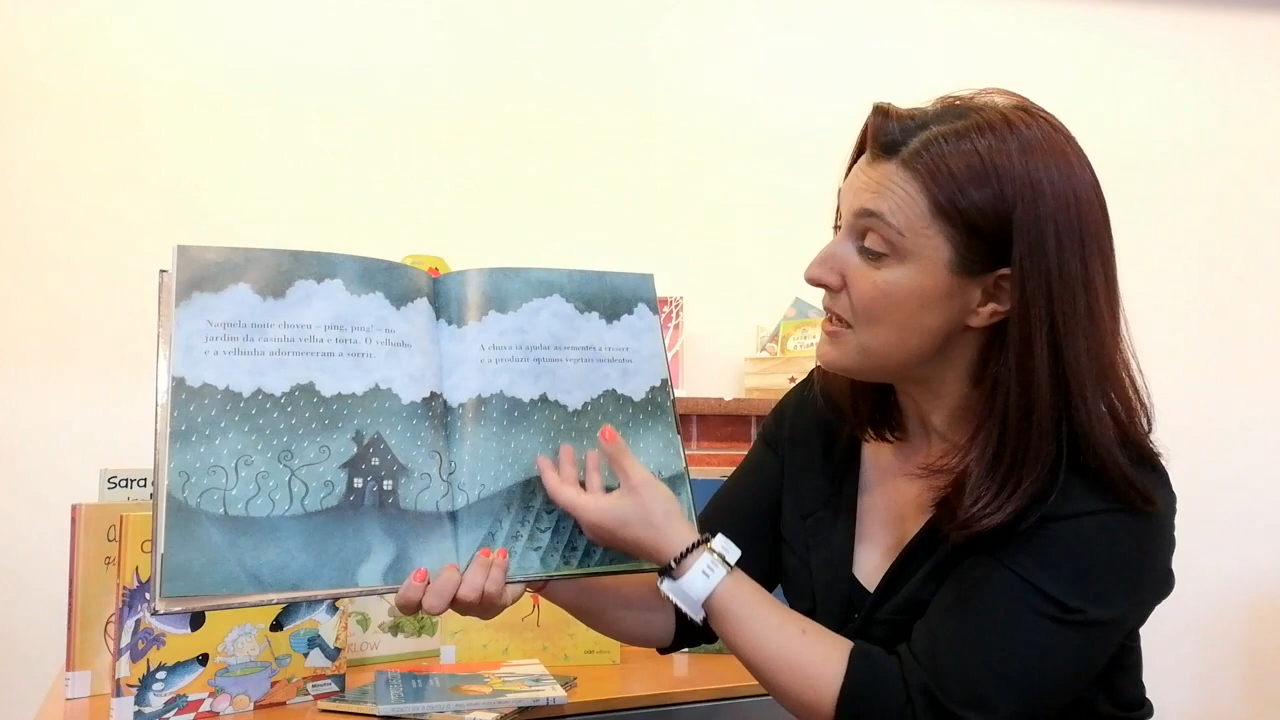 Naquela noite choveu – ping, ping! – no
jardim da casinha velha e torta. O velhinho
e a velhinha adormeceram a sorrir.
A chuva ia ajudar as sementes a crescer
e a produzir óptimos vegetais suculentos.
Sara